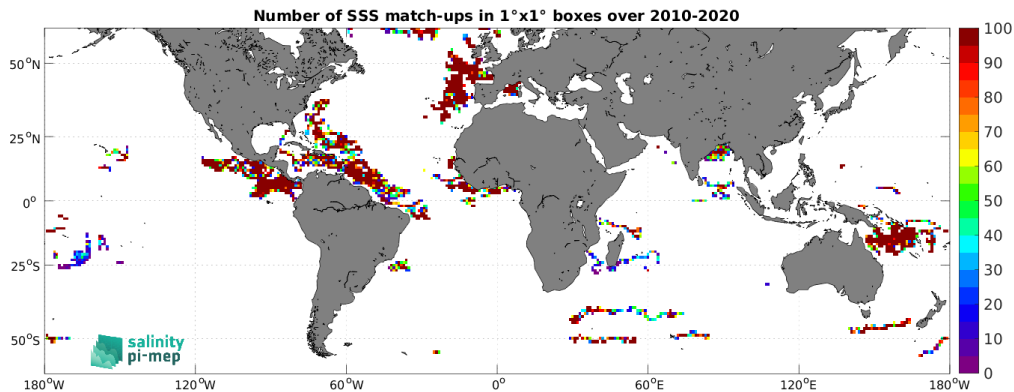 Number of SSS match-ups in 1°x1° boxes over 2010-2020
50°N
25°N
0°
25°S
50°S
180°W
120°W
60°W
0°
60°E
120°E
180°W
100
90
80
70
60
50
40
30
20
10
0
salinity
pi-mep